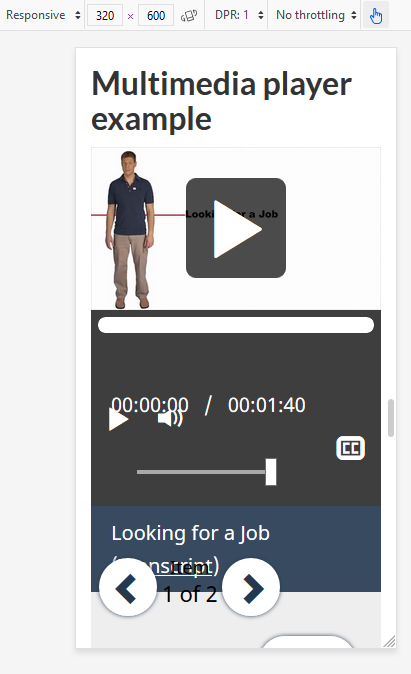 Responsive 320 × 600 DPR: 1 No throttling
Multimedia player
example
Looking for a Job
00:00:00 / 00:01:40
CC
Looking for a Job
(transcript)
Item
1 of 2